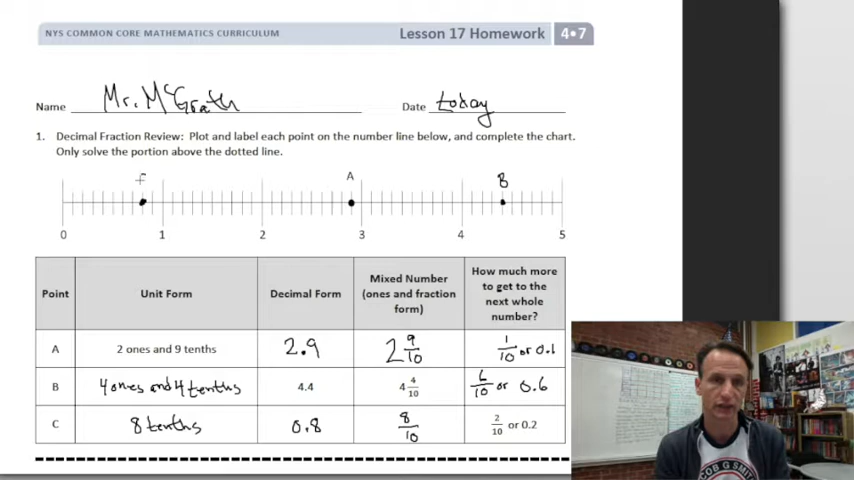 NYS COMMON CORE MATHEMATICS CURRICULUM Lesson 17 Homework 4•7
Name Mr. McGrath Date today
1. Decimal Fraction Review: Plot and label each point on the number line below, and complete the chart.
Only solve the portion above the dotted line.
A B
0 1 2 3 4 5
Point Unit Form Decimal Form Mixed Number (ones and fraction form) How much more to get to the next whole number?
A 2 ones and 9 tenths 2.9 2 9/10 1/10 or 0.1
B 4 ones and 4 tenths 4.4 4 4/10 6/10 or 0.6
C 8 tenths 0.8 8/10 2/10 or 0.2
COB G SMIT